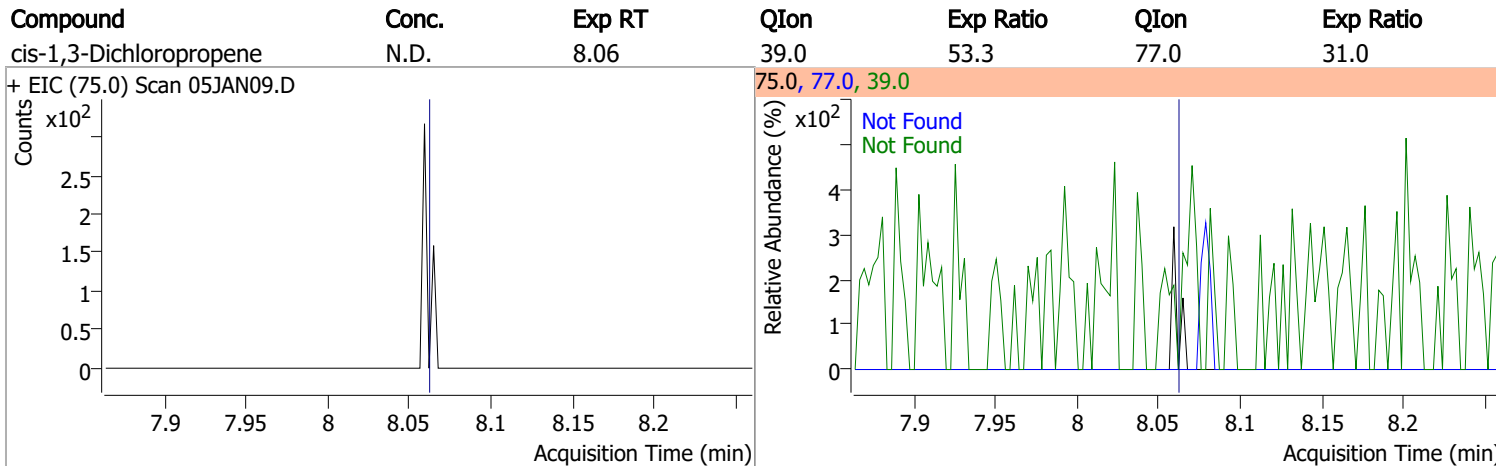 Compound Conc. Exp RT QIon Exp Ratio QIon Exp Ratio
cis-1,3-Dichloropropene N.D. 8.06 39.0 53.3 77.0 31.0
+ EIC (75.0) Scan 05JAN09.D
Counts
x10²
2.5
2
1.5
1
0.5
0
7.9 7.95 8 8.05 8.1 8.15 8.2
Acquisition Time (min)
75.0, 77.0, 39.0
Relative Abundance (%)
x10²
Not Found
Not Found
4
3
2
1
0
7.9 7.95 8 8.05 8.1 8.15 8.2
Acquisition Time (min)